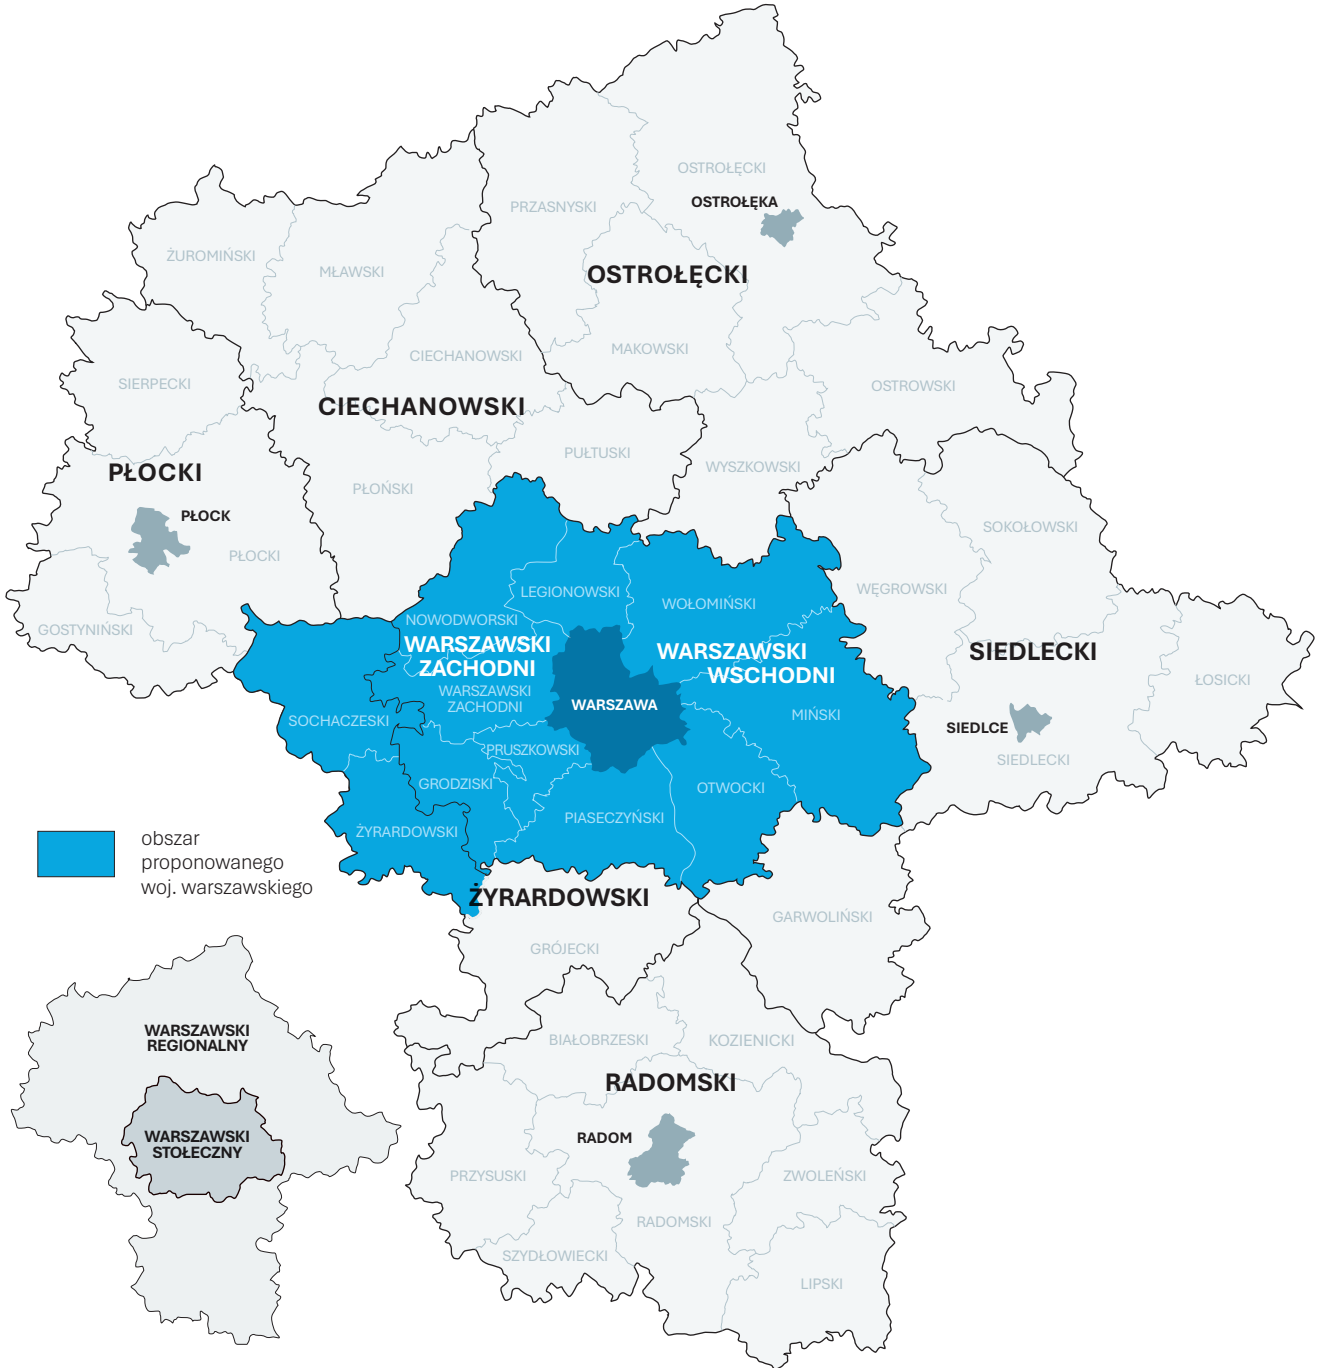 OSTROŁĘCKI
OSTROŁĘKA
PRZASNYSKI
ŻUROMIŃSKI
MŁAWSKI
OSTROŁĘCKI
MAKOWSKI
CIECHANOWSKI
SIERPECKI
OSTROWSKI
CIECHANOWSKI
PUŁTUSKI
WYSZKOWSKI
PŁOCKI
PŁOŃSKI
PŁOCK
SOKOŁOWSKI
PŁOCKI
WĘGROWSKI
LEGIONOWSKI
WOŁOMIŃSKI
NOWODWORSKI
GOSTYNIŃSKI
WARSZAWSKI
ZACHODNI
WARSZAWSKI
WSCHODNI
SIEDLECKI
ŁOSICKI
WARSZAWSKI
ZACHODNI
WARSZAWA
SOCHACZESKI
MIŃSKI
SIEDLCE
PRUSZKOWSKI
SIEDLECKI
GRODZISKI
OTWOCKI
PIASECZYŃSKI
ŻYRARDOWSKI
obszar
proponowanego
woj. warszawskiego
ŻYRARDOWSKI
GARWOLIŃSKI
GRÓJECKI
WARSZAWSKI
REGIONALNY
BIAŁOBRZESKI
KOZIENICKI
RADOMSKI
WARSZAWSKI
STOŁECZNY
RADOM
PRZYSUSKI
ZWOLEŃSKI
RADOMSKI
SZYDŁOWIECKI
LIPSKI